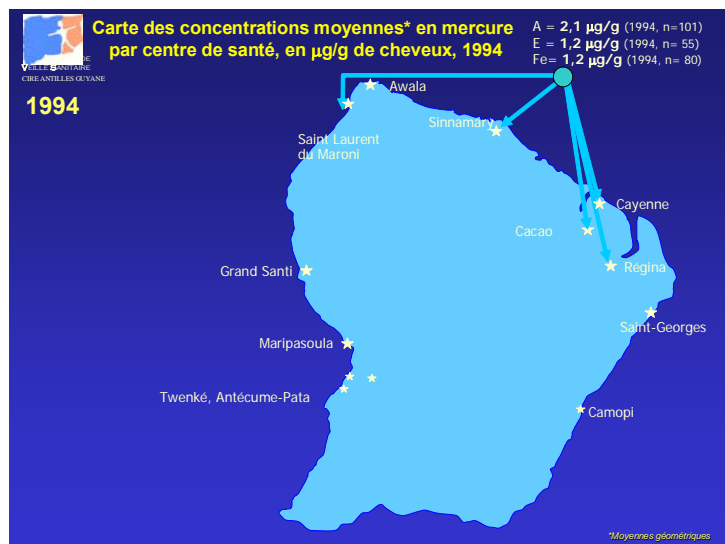 Carte des concentrations moyennes* en mercure
par centre de santé, en µg/g de cheveux, 1994
A = 2,1 µg/g (1994, n=101)
E = 1,2 µg/g (1994, n= 55)
Fe= 1,2 µg/g (1994, n= 80)
DE
VEILLE SANITAIRE
CIRE ANTILLES GUYANE
1994
Awala
Sinnamary
Saint Laurent
du Maroni
Cayenne
Cacao
Régina
Grand Santi
Saint-Georges
Maripasoula
Twenké, Antécume-Pata
Camopi
*Moyennes géométriques